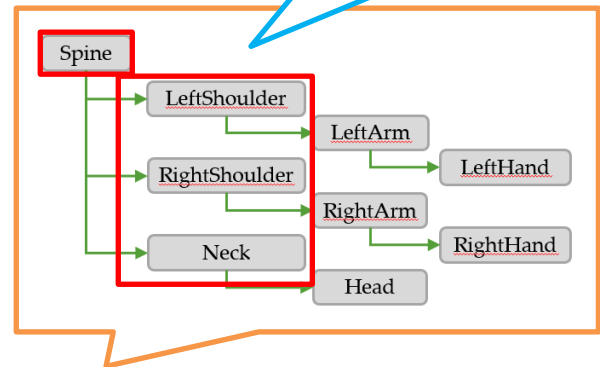 Spine
LeftShoulder
LeftArm
LeftHand
RightShoulder
RightArm
RightHand
Neck
Head